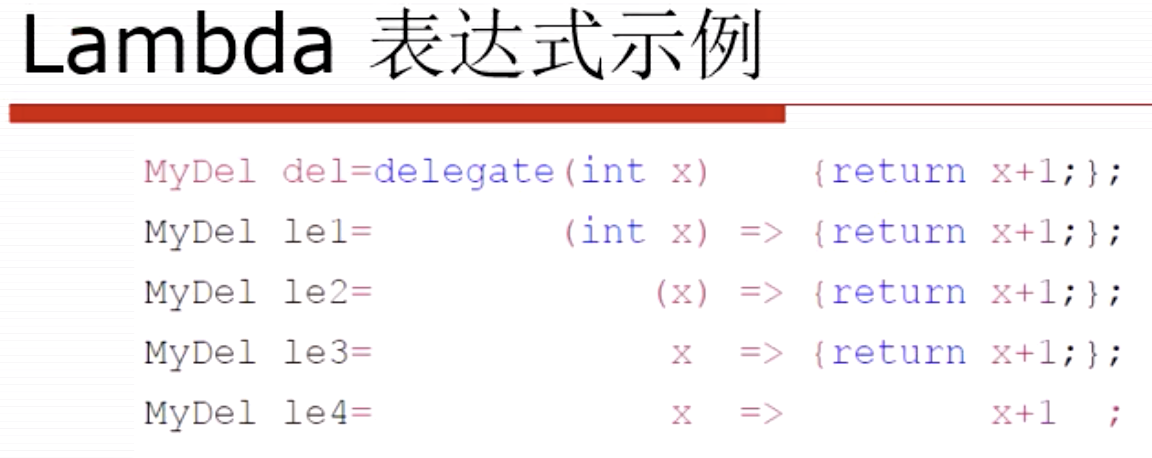 Lambda 表达式示例
MyDel del=delegate(int x) {return x+1;};
MyDel le1= (int x) => {return x+1;};
MyDel le2= (x) => {return x+1;};
MyDel le3= x => {return x+1;};
MyDel le4= x => x+1 ;